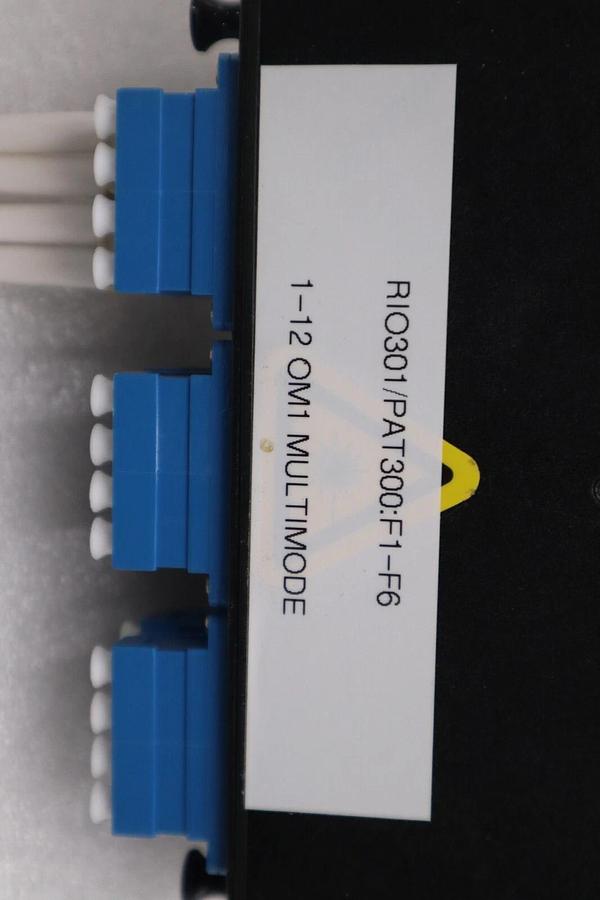 RIO301/PAT300:F1-F6
1-12 OM1 MULTIMODE